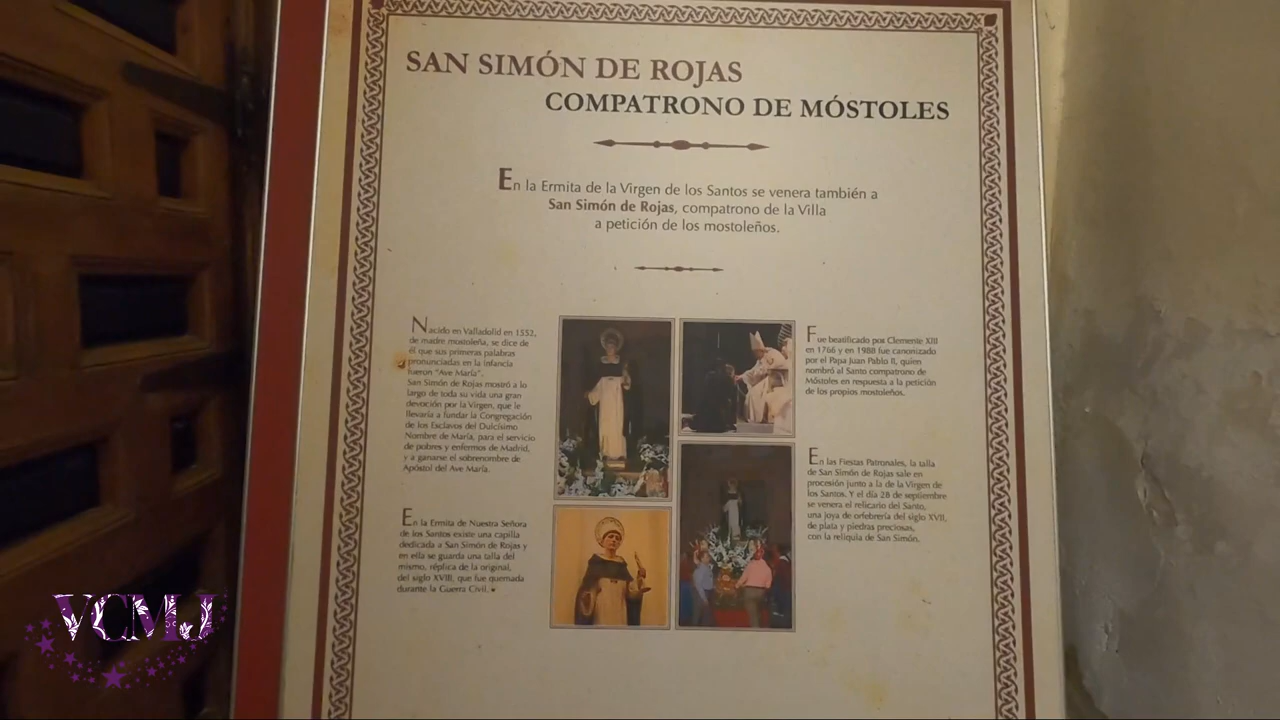 SAN SIMÓN DE ROJAS
COMPATRONO DE MÓSTOLES
En la Ermita de la Virgen de los Santos se venera también a
San Simón de Rojas, compatrono de la Villa
a petición de los mostoleños.
Nacido en Valladolid en 1552,
de madre mostoleña, se dice de
él que sus primeras palabras
pronunciadas en la infancia
fueron "Ave María".
San Simón de Rojas mostró a lo
largo de toda su vida una gran
devoción por la Virgen, que le
llevaría a fundar la Congregación
de los Esclavos del Dulcísimo
Nombre de María, para el servicio
de pobres y enfermos de Madrid,
y a ganarse el sobrenombre de
Apóstol del Ave María.
En la Ermita de Nuestra Señora
de los Santos existe una capilla
dedicada a San Simón de Rojas y
en ella se guarda una talla del
mismo, réplica de la original,
del siglo XVIII, que fue quemada
durante la Guerra Civil.
Fue beatificado por Clemente XIII
en 1766 y en 1988 fue canonizado
por el Papa Juan Pablo II, quien
nombró al Santo compatrono de
Móstoles en respuesta a la petición
de los propios mostoleños.
En las Fiestas Patronales, la talla
de San Simón de Rojas sale en
procesión junto a la de la Virgen de
los Santos. Y el día 28 de septiembre
se venera el relicario del Santo,
una joya de orfebrería del siglo XVII,
de plata y piedras preciosas,
con la reliquia de San Simón.
VCMJ